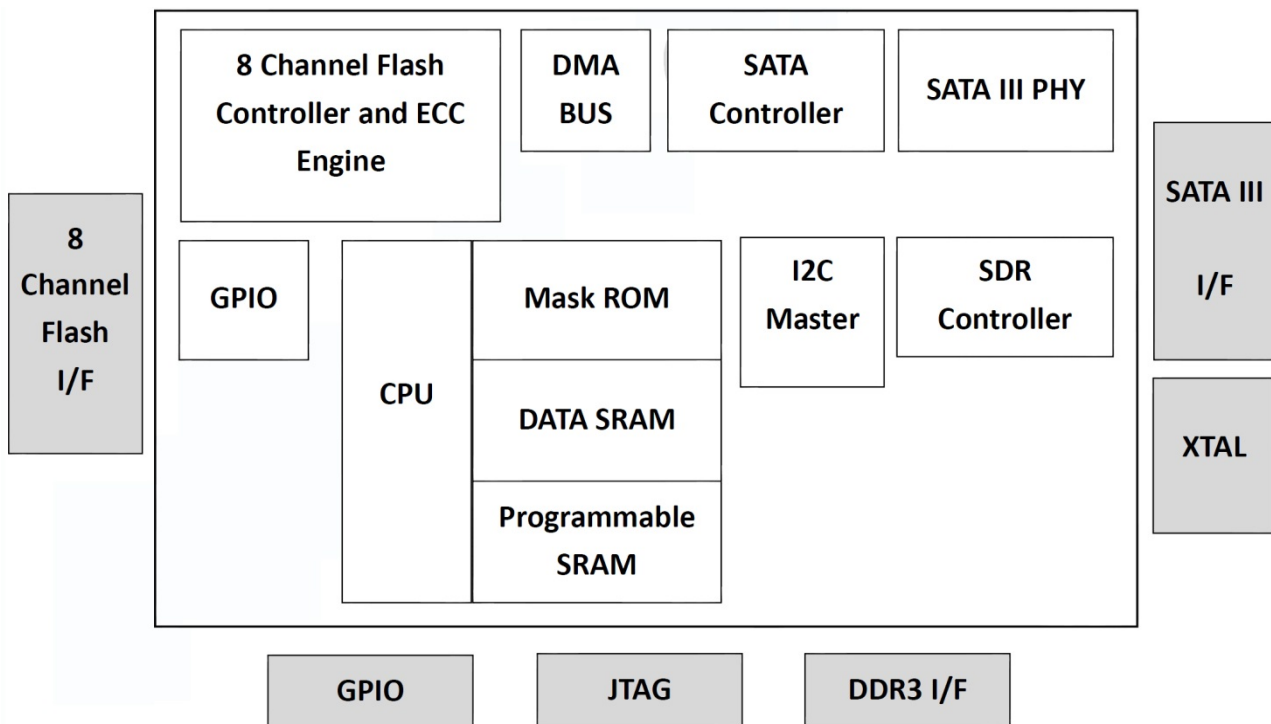 8 Channel Flash
Controller and ECC
Engine
DMA
BUS
SATA
Controller
SATA III PHY
8
Channel
Flash
I/F
GPIO
CPU
Mask ROM
DATA SRAM
Programmable
SRAM
I2C
Master
SDR
Controller
SATA III
I/F
XTAL
GPIO
JTAG
DDR3 I/F